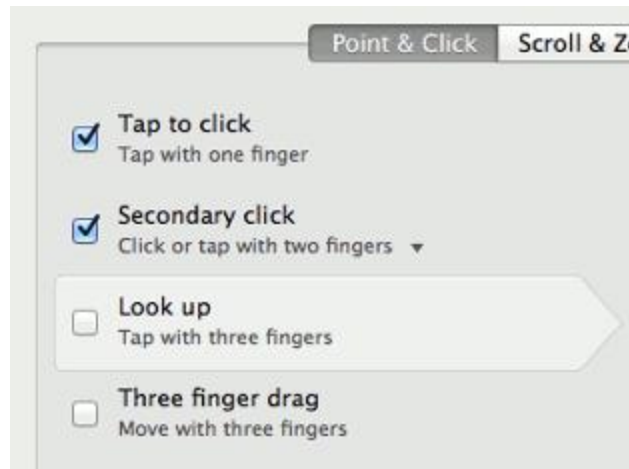 Point & Click Scroll & Z
Tap to click
Tap with one finger
Secondary click
Click or tap with two fingers
Look up
Tap with three fingers
Three finger drag
Move with three fingers